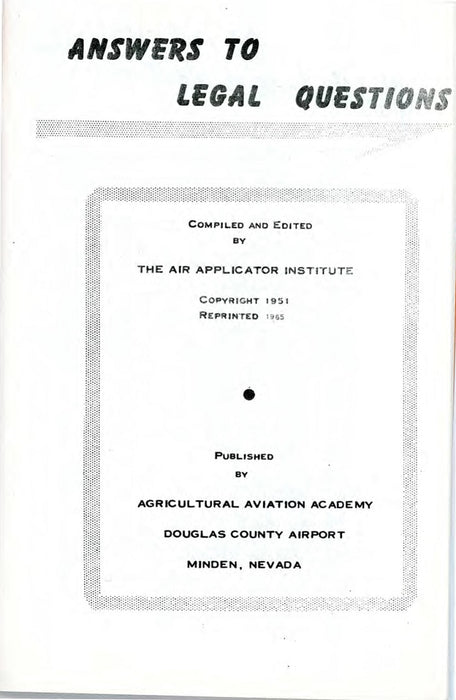 ANSWERS TO
LEGAL QUESTIONS
COMPILED AND EDITED
BY
THE AIR APPLICATOR INSTITUTE
COPYRIGHT 1951
REPRINTED 1965
PUBLISHED
BY
AGRICULTURAL AVIATION ACADEMY
DOUGLAS COUNTY AIRPORT
MINDEN, NEVADA